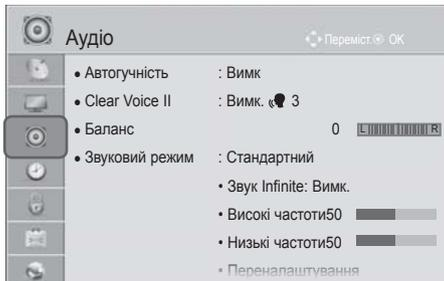 Аудіо
Переміст. OK
• Автогучність : Вимк
• Clear Voice II : Вимк. 3
• Баланс 0 L R
• Звуковий режим : Стандартний
• Звук Infinite: Вимк.
• Високі частоти50
• Низькі частоти50
• Переналаштування